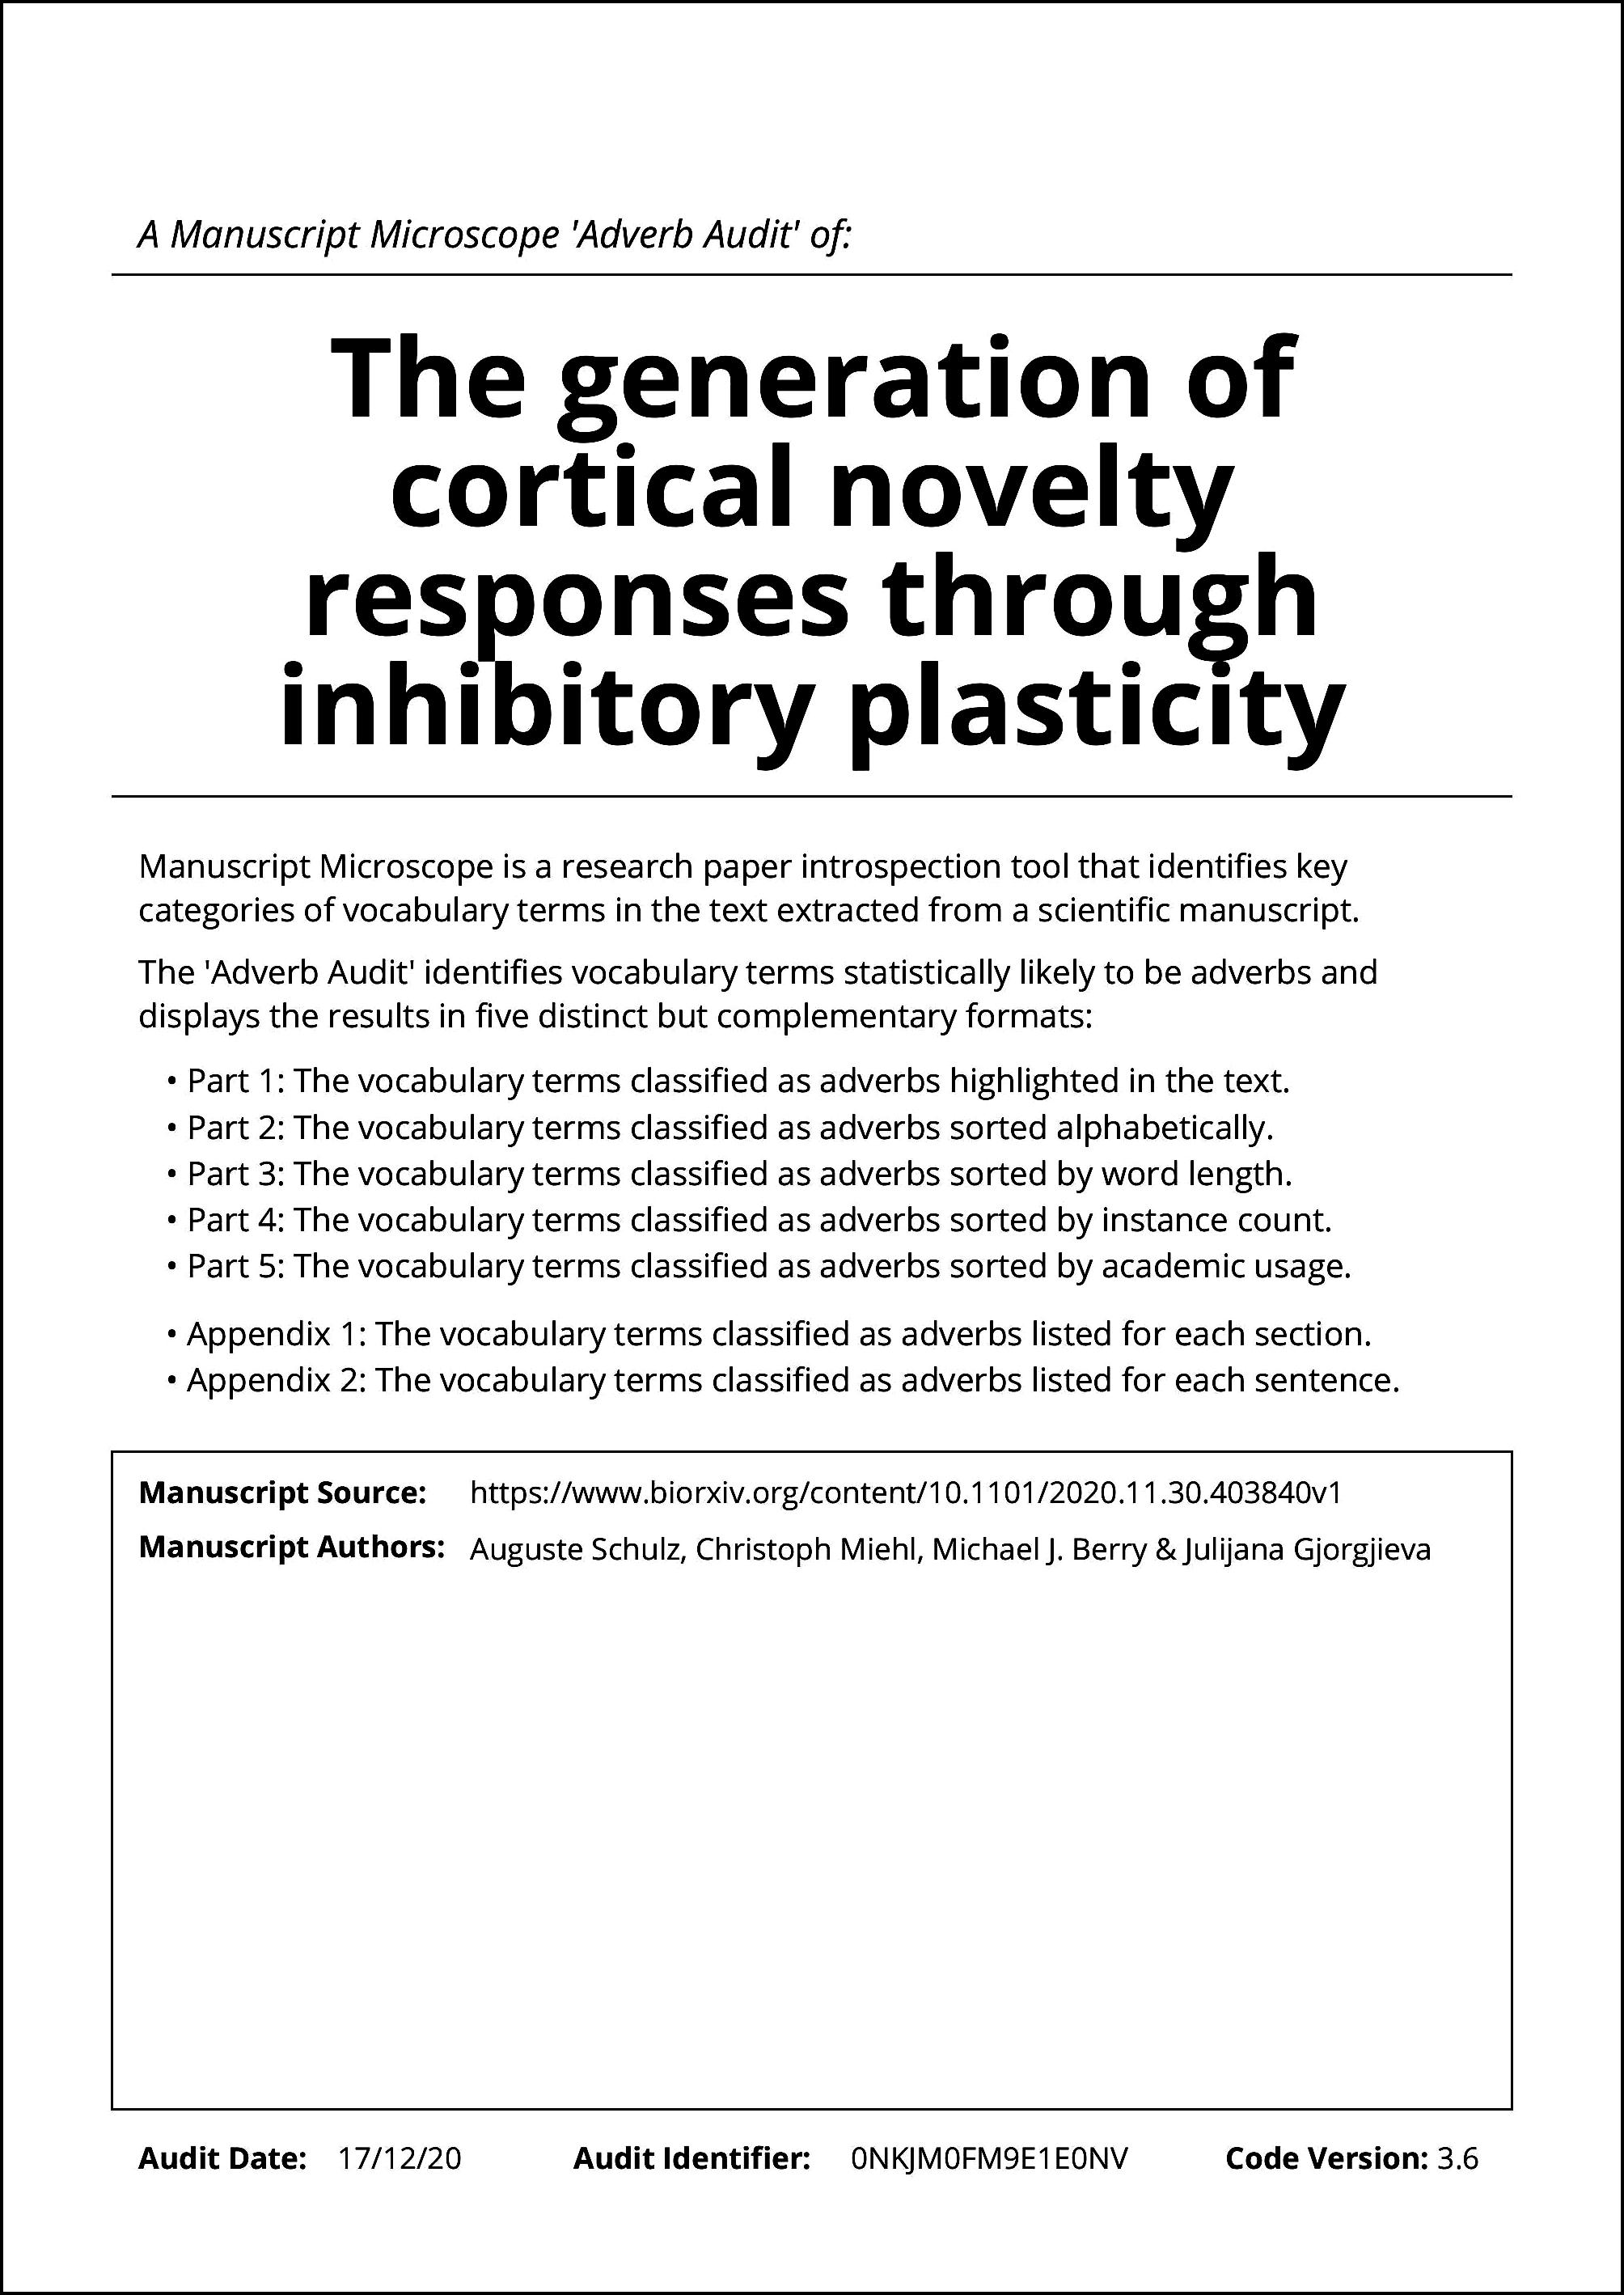 A Manuscript Microscope 'Adverb Audit' of:
The generation of
cortical novelty
responses through
inhibitory plasticity
Manuscript Microscope is a research paper introspection tool that identifies key
categories of vocabulary terms in the text extracted from a scientific manuscript.
The 'Adverb Audit' identifies vocabulary terms statistically likely to be adverbs and
displays the results in five distinct but complementary formats:
• Part 1: The vocabulary terms classified as adverbs highlighted in the text.
• Part 2: The vocabulary terms classified as adverbs sorted alphabetically.
• Part 3: The vocabulary terms classified as adverbs sorted by word length.
• Part 4: The vocabulary terms classified as adverbs sorted by instance count.
• Part 5: The vocabulary terms classified as adverbs sorted by academic usage.
• Appendix 1: The vocabulary terms classified as adverbs listed for each section.
• Appendix 2: The vocabulary terms classified as adverbs listed for each sentence.
Manuscript Source: https://www.biorxiv.org/content/10.1101/2020.11.30.403840v1
Manuscript Authors: Auguste Schulz, Christoph Miehl, Michael J. Berry & Julijana Gjorgjieva
Audit Date: 17/12/20 Audit Identifier: 0NKJM0FM9E1E0NV Code Version: 3.6